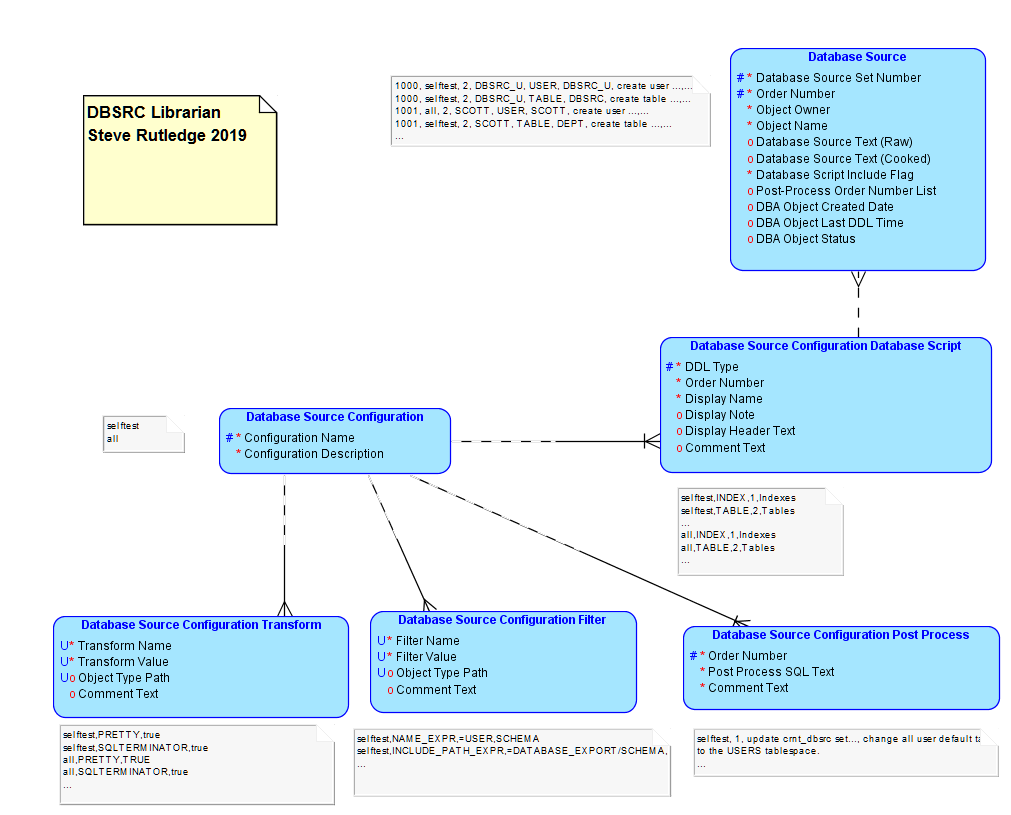 DBSRC Librarian
Steve Rutledge 2019
1000, selftest, 2, DBSRC_U, USER, DBSRC_U, create user ...,...
1000, selftest, 2, DBSRC_U, TABLE, DBSRC, create table ...,...
1001, all, 2, SCOTT, USER, SCOTT, create user ...,...
1001, selftest, 2, SCOTT, TABLE, DEPT, create table ...,...
...
Database Source
# * Database Source Set Number
# * Order Number
* Object Owner
* Object Name
o Database Source Text (Raw)
o Database Source Text (Cooked)
* Database Script Include Flag
o Post-Process Order Number List
o DBA Object Created Date
o DBA Object Last DDL Time
o DBA Object Status
Database Source Configuration Database Script
# * DDL Type
* Order Number
* Display Name
o Display Note
o Display Header Text
o Comment Text
selftest
all
Database Source Configuration
# * Configuration Name
* Configuration Description
selftest,INDEX,1,Indexes
selftest,TABLE,2,Tables
...
all,INDEX,1,Indexes
all,TABLE,2,Tables
...
Database Source Configuration Transform
U * Transform Name
U * Transform Value
U o Object Type Path
o Comment Text
Database Source Configuration Filter
U * Filter Name
U * Filter Value
U o Object Type Path
o Comment Text
Database Source Configuration Post Process
# * Order Number
* Post Process SQL Text
* Comment Text
selftest,PRETTY,true
selftest,SQLTERMINATOR,true
all,PRETTY,TRUE
all,SQLTERMINATOR,true
...
selftest,NAME_EXPR,=USER,SCHEMA
selftest,INCLUDE_PATH_EXPR,=DATABASE_EXPORT/SCHEMA,
...
selftest, 1, update crnt_dbsrc set..., change all user default
to the USERS tablespace.
...